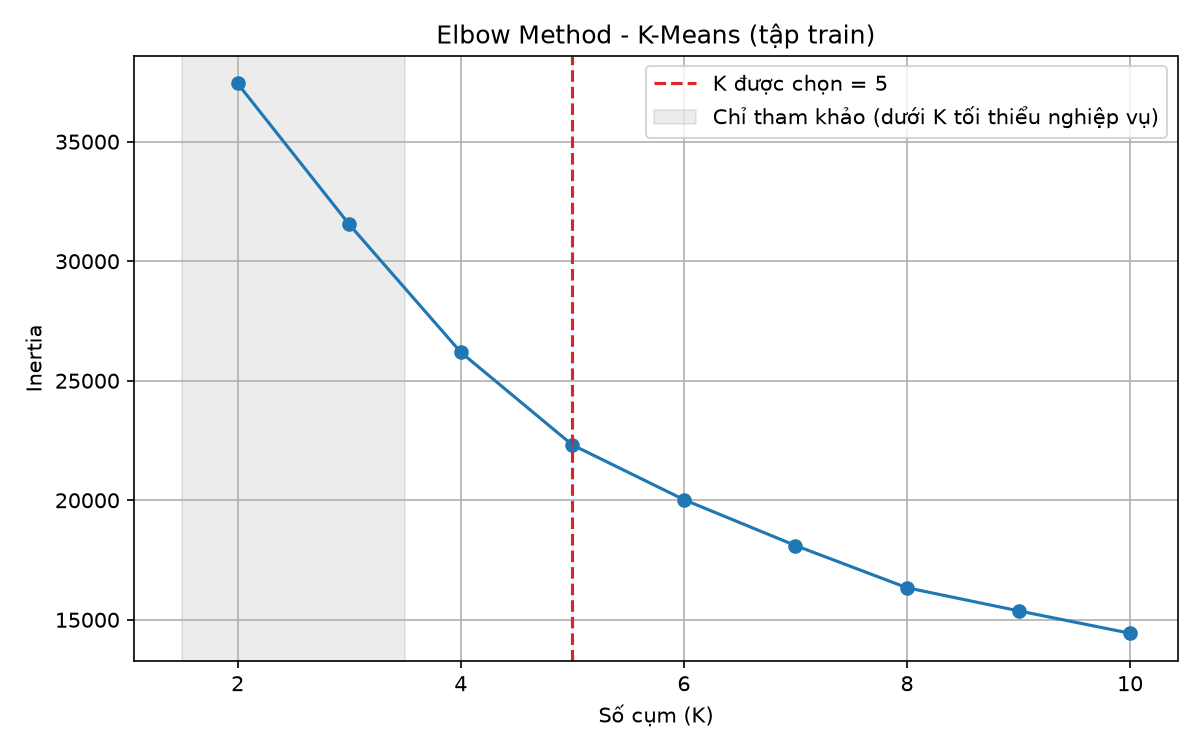 Elbow Method - K-Means (tập train)
K được chọn = 5
Chỉ tham khảo (dưới K tối thiểu nghiệp vụ)
35000
30000
25000
20000
15000
Inertia
2
4
6
8
10
Số cụm (K)